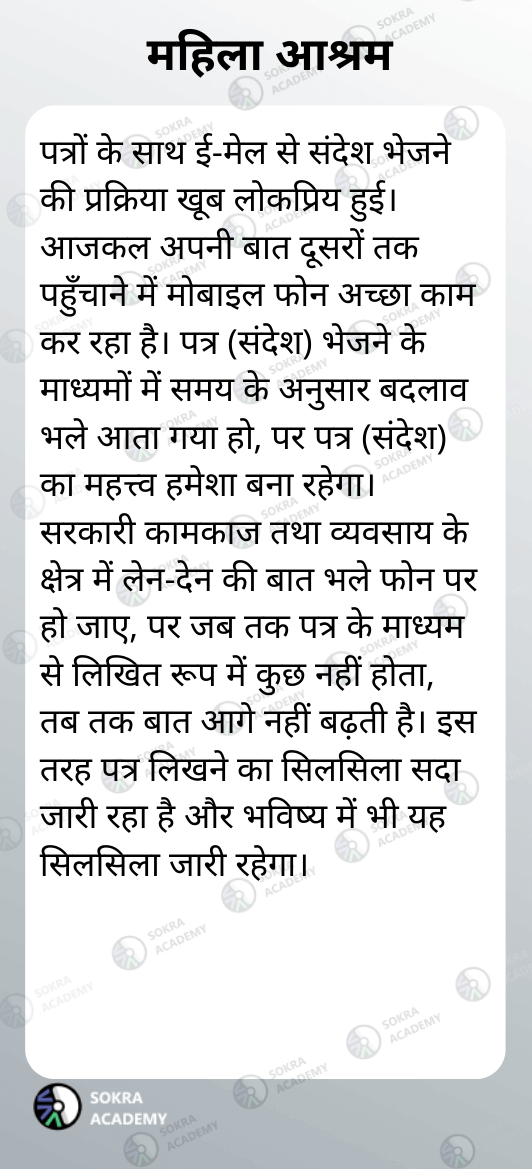 महिला आश्रम
पत्रों के साथ ई-मेल से संदेश भेजने
की प्रक्रिया खूब लोकप्रिय हुई।
आजकल अपनी बात दूसरों तक
पहुँचाने में मोबाइल फोन अच्छा काम
कर रहा है। पत्र (संदेश) भेजने के
माध्यमों में समय के अनुसार बदलाव
भले आता गया हो, पर पत्र (संदेश)
का महत्त्व हमेशा बना रहेगा।
सरकारी कामकाज तथा व्यवसाय के
क्षेत्र में लेन-देन की बात भले फोन पर
हो जाए, पर जब तक पत्र के माध्यम
से लिखित रूप में कुछ नहीं होता,
तब तक बात आगे नहीं बढ़ती है। इस
तरह पत्र लिखने का सिलसिला सदा
जारी रहा है और भविष्य में भी यह
सिलसिला जारी रहेगा।
SOKRA
ACADEMY